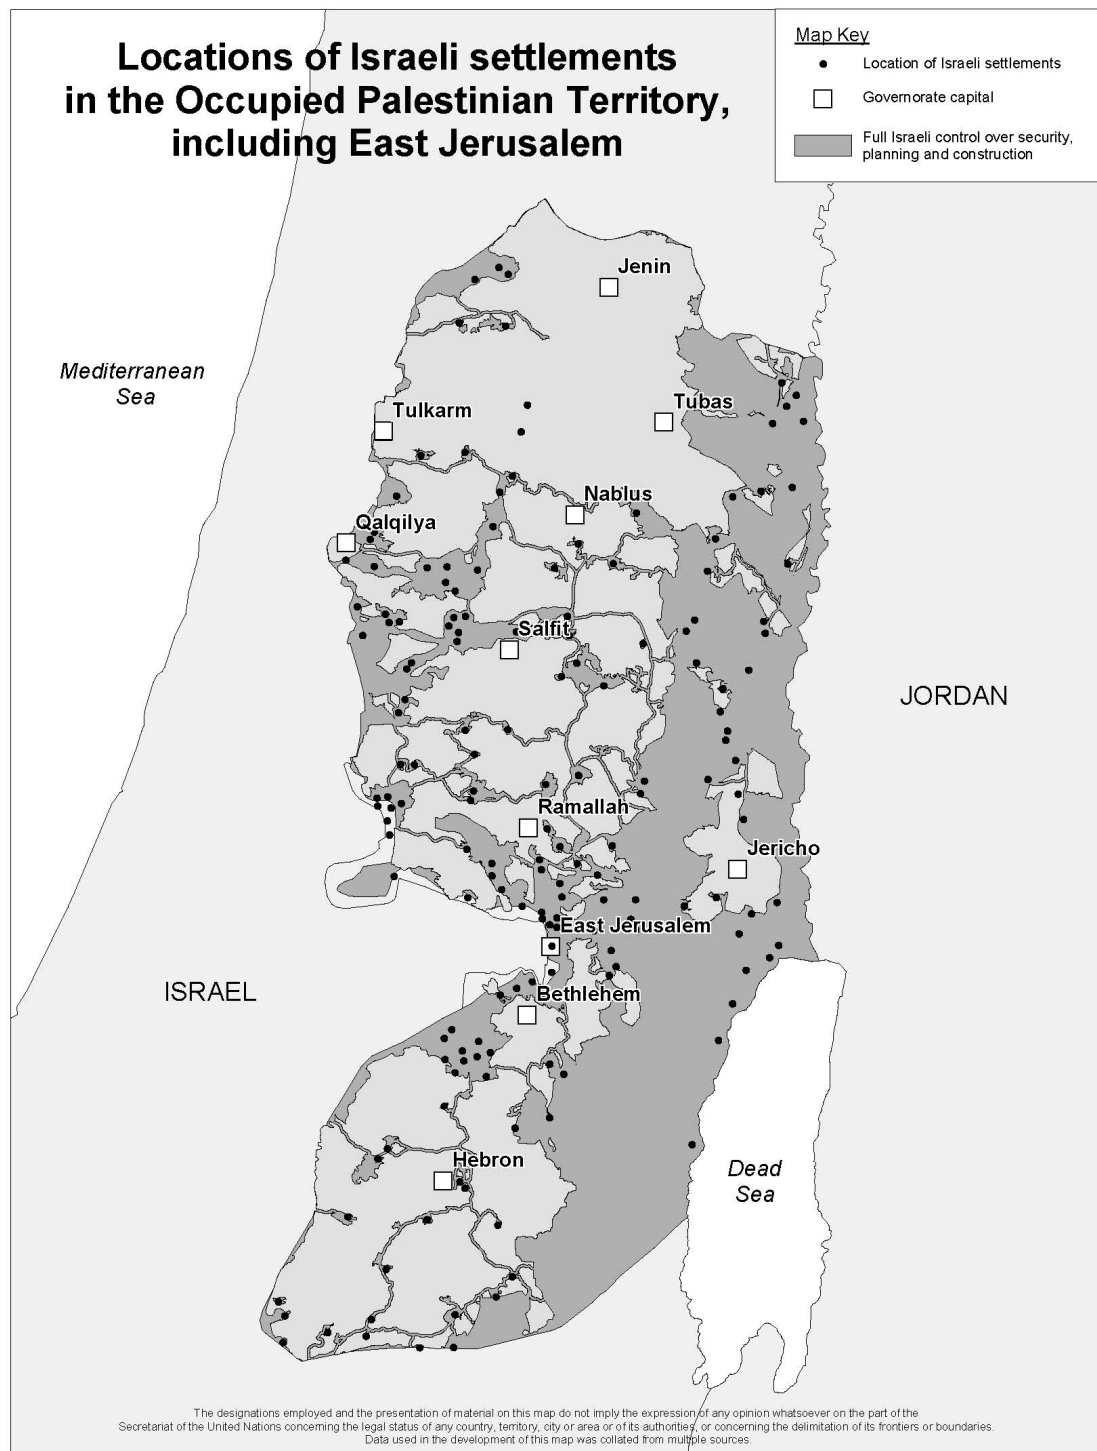 Locations of Israeli settlements
in the Occupied Palestinian Territory,
including East Jerusalem
Map Key
Location of Israeli settlements
Governorate capital
Full Israeli control over security,
planning and construction
Jenin
Mediterranean
Sea
Tulkarm
Tubas
Nablus
Qalqilya
Salfit
JORDAN
Ramallah
Jericho
East Jerusalem
ISRAEL
Bethlehem
Hebron
Dead
Sea
The designations employed and the presentation of material on this map do not imply the expression of any opinion whatsoever on the part of the
Secretariat of the United Nations concerning the legal status of any country, territory, city or area or of its authorities, or concerning the delimitation of its frontiers or boundaries.
Data used in the development of this map was collated from multiple sources.